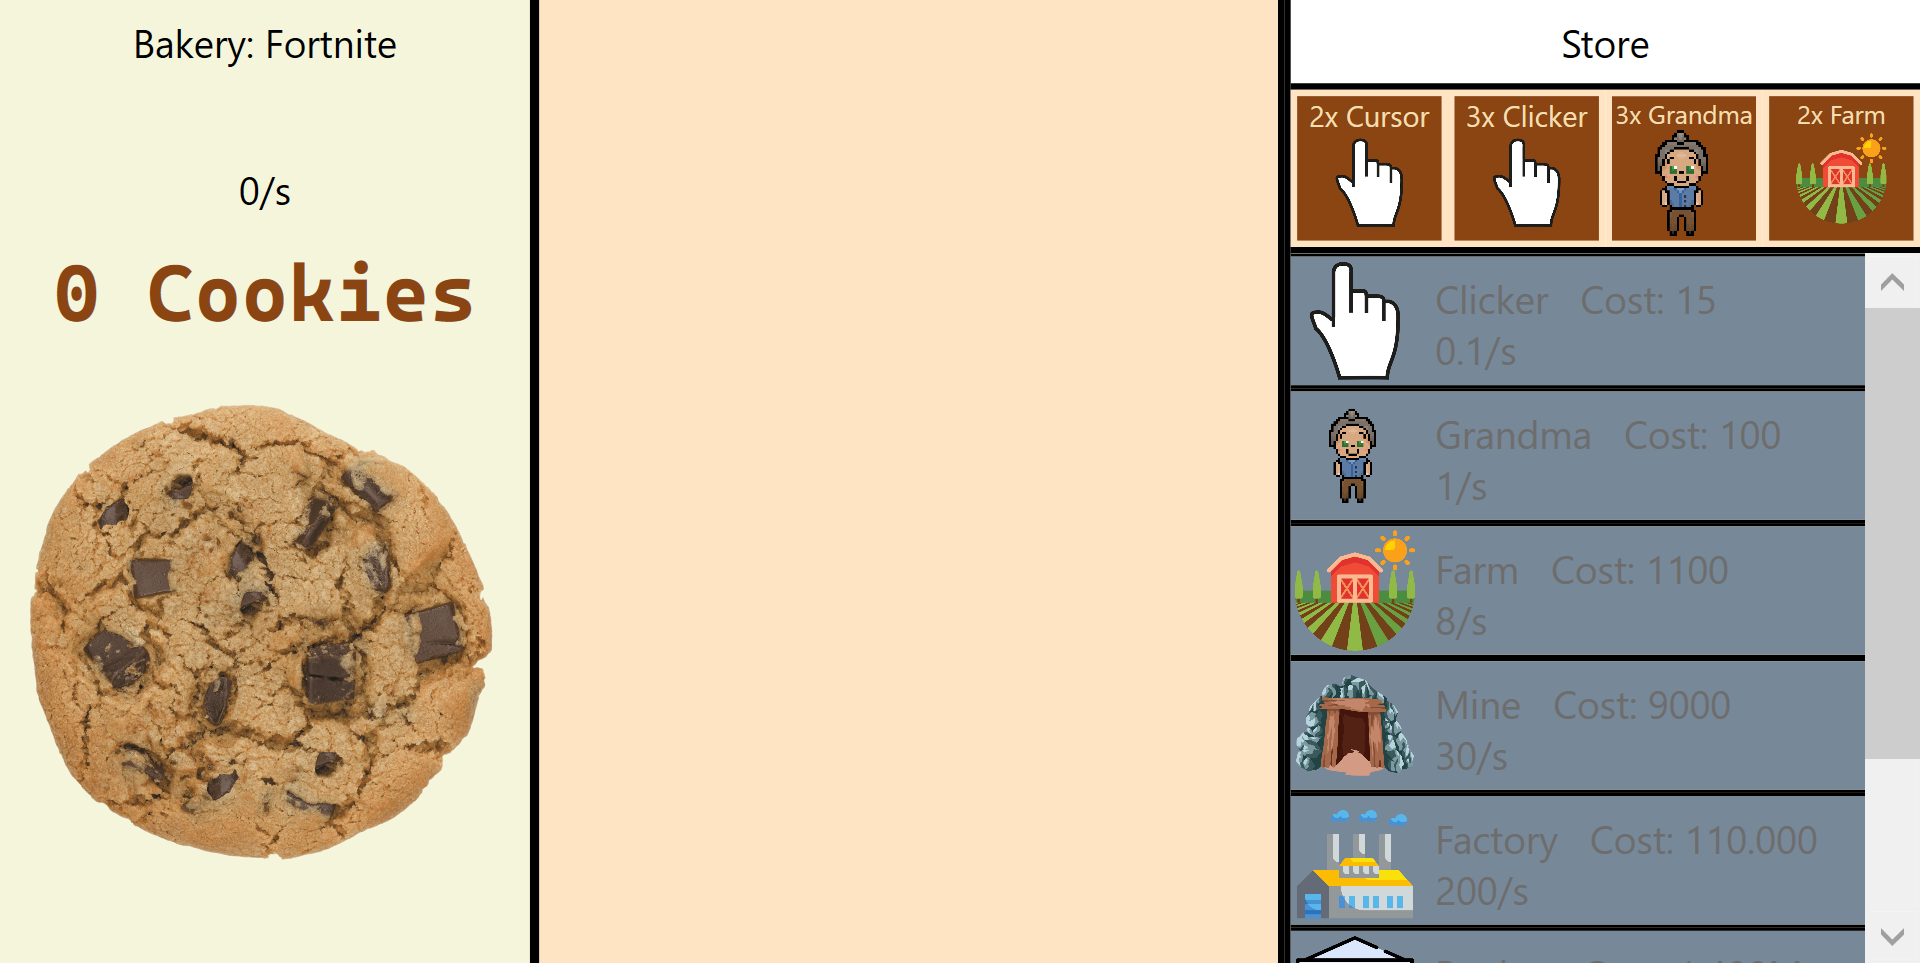 Bakery: Fortnite
0/s
0 Cookies
Store
2x Cursor
3x Clicker
3x Grandma
2x Farm
Clicker Cost: 15
0.1/s
Grandma Cost: 100
1/s
Farm Cost: 1100
8/s
Mine Cost: 9000
30/s
Factory Cost: 110.000
200/s